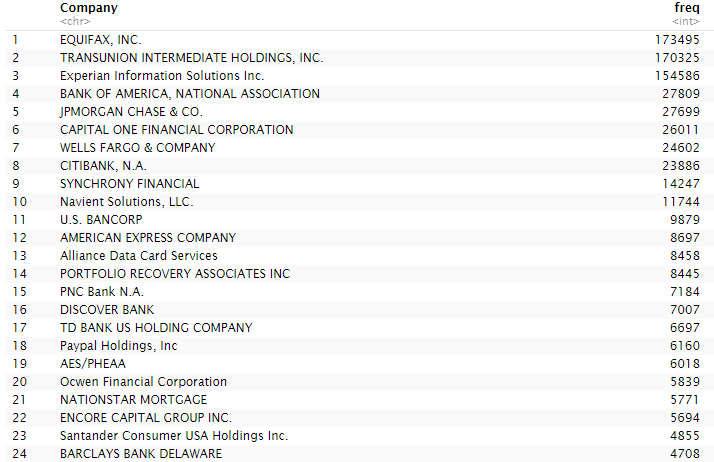 Company freq
<chr> <int>
1 EQUIFAX, INC. 173495
2 TRANSUNION INTERMEDIATE HOLDINGS, INC. 170325
3 Experian Information Solutions Inc. 154586
4 BANK OF AMERICA, NATIONAL ASSOCIATION 27809
5 JPMORGAN CHASE & CO. 27699
6 CAPITAL ONE FINANCIAL CORPORATION 26011
7 WELLS FARGO & COMPANY 24602
8 CITIBANK, N.A. 23886
9 SYNCHRONY FINANCIAL 14247
10 Navient Solutions, LLC. 11744
11 U.S. BANCORP 9879
12 AMERICAN EXPRESS COMPANY 8697
13 Alliance Data Card Services 8458
14 PORTFOLIO RECOVERY ASSOCIATES INC 8445
15 PNC Bank N.A. 7184
16 DISCOVER BANK 7007
17 TD BANK US HOLDING COMPANY 6697
18 Paypal Holdings, Inc 6160
19 AES/PHEAA 6018
20 Ocwen Financial Corporation 5839
21 NATIONSTAR MORTGAGE 5771
22 ENCORE CAPITAL GROUP INC. 5694
23 Santander Consumer USA Holdings Inc. 4855
24 BARCLAYS BANK DELAWARE 4708